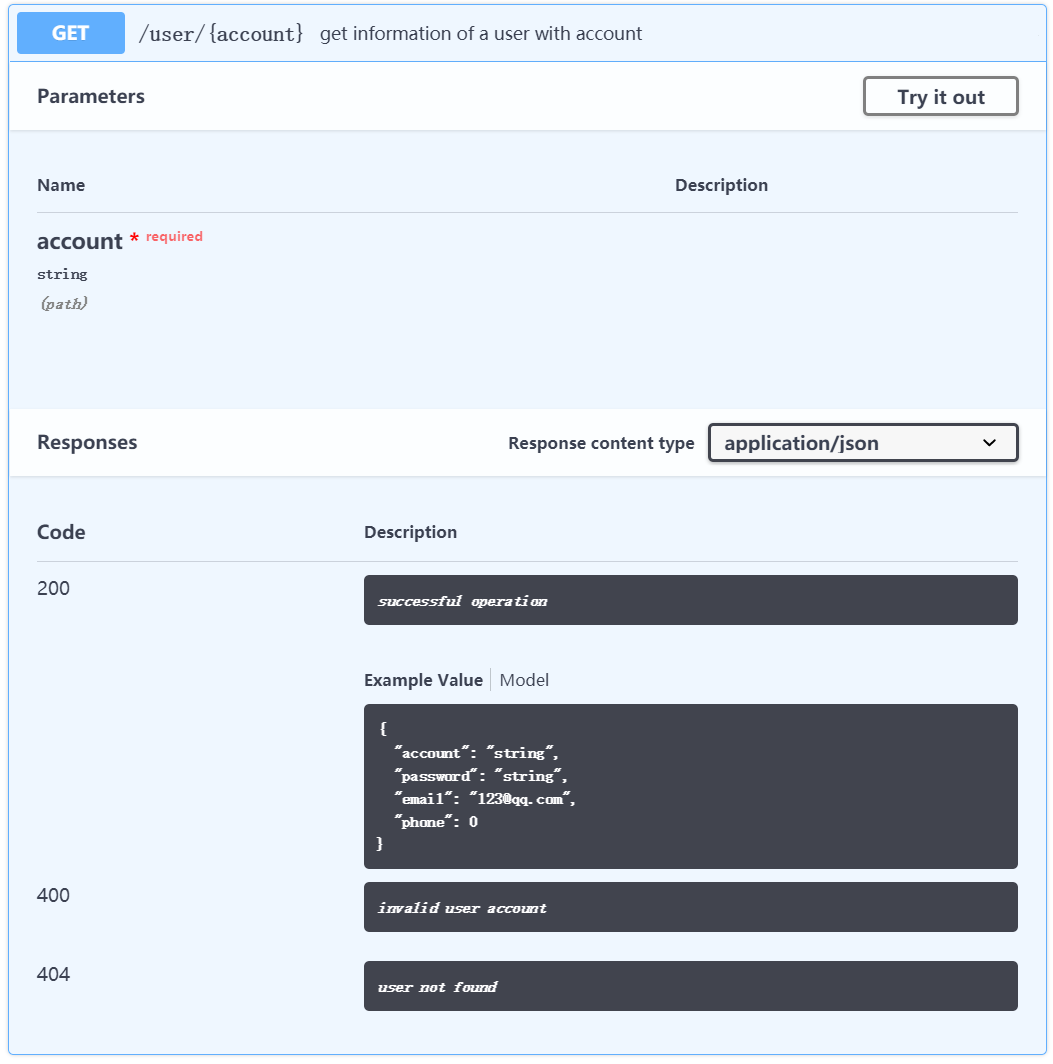 GET /user/{account} get information of a user with account
Parameters Try it out
Name Description
account * required
string
(path)
Responses Response content type application/json
Code Description
200 successful operation
Example Value Model
{
"account": "string",
"password": "string",
"email": "123@qq.com",
"phone": 0
}
400 invalid user account
404 user not found